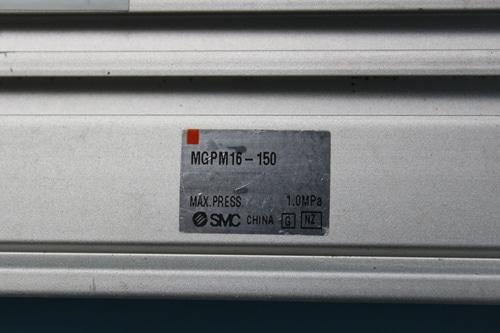 MGPM16-150
MAX.PRESS. 1.0MPa
SMC CHINA G NZ